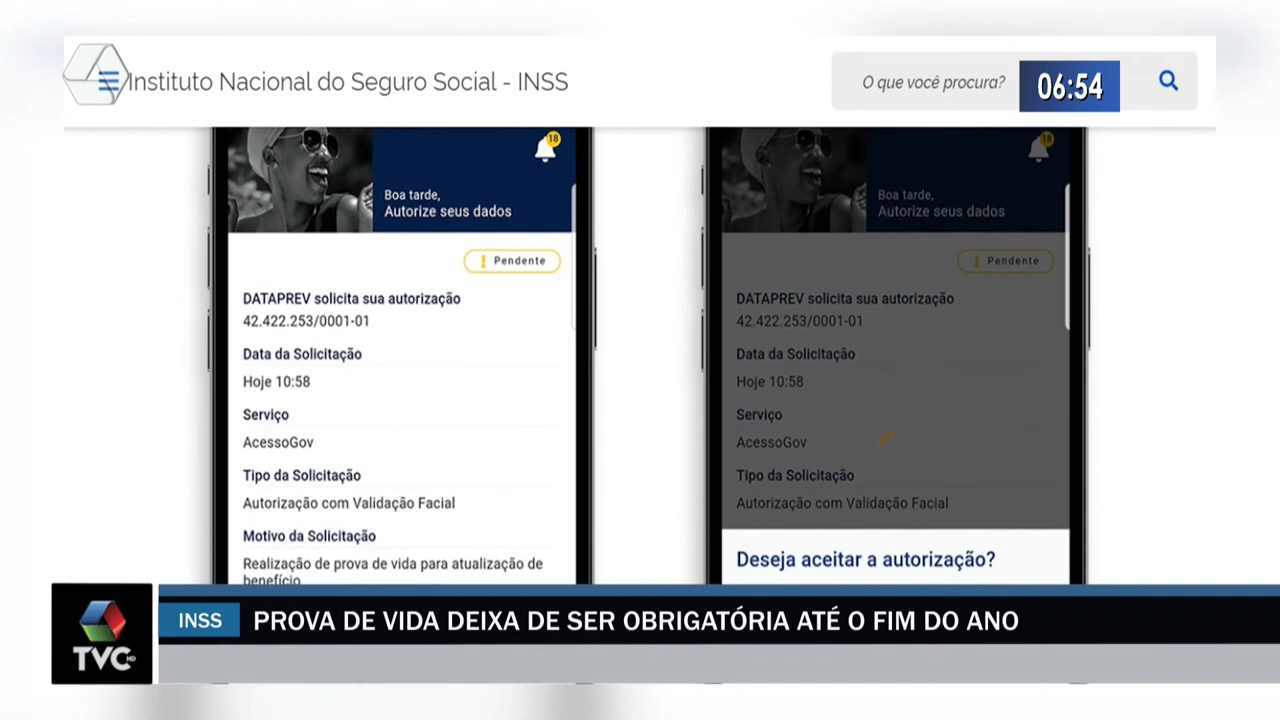 Instituto Nacional do Seguro Social - INSS
O que você procura?
06:54
18
Boa tarde,
Autorize seus dados
Pendente
DATAPREV solicita sua autorização
42.422.253/0001-01
Data da Solicitação
Hoje 10:58
Serviço
AcessoGov
Tipo da Solicitação
Autorização com Validação Facial
Motivo da Solicitação
Realização de prova de vida para atualização de
benefício
18
Boa tarde,
Autorize seus dados
Pendente
DATAPREV solicita sua autorização
42.422.253/0001-01
Data da Solicitação
Hoje 10:58
Serviço
AcessoGov
Tipo da Solicitação
Autorização com Validação Facial
Deseja aceitar a autorização?
INSS
PROVA DE VIDA DEIXA DE SER OBRIGATÓRIA ATÉ O FIM DO ANO
TVC HD